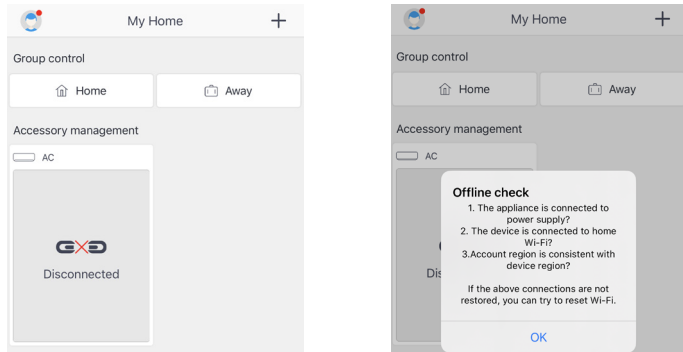 My Home
Group control
Home
Away
Accessory management
AC
Disconnected
My Home
Group control
Home
Away
Accessory management
AC
Dis
Offline check
1. The appliance is connected to
power supply?
2. The device is connected to home
Wi-Fi?
3.Account region is consistent with
device region?
If the above connections are not
restored, you can try to reset Wi-Fi.
OK